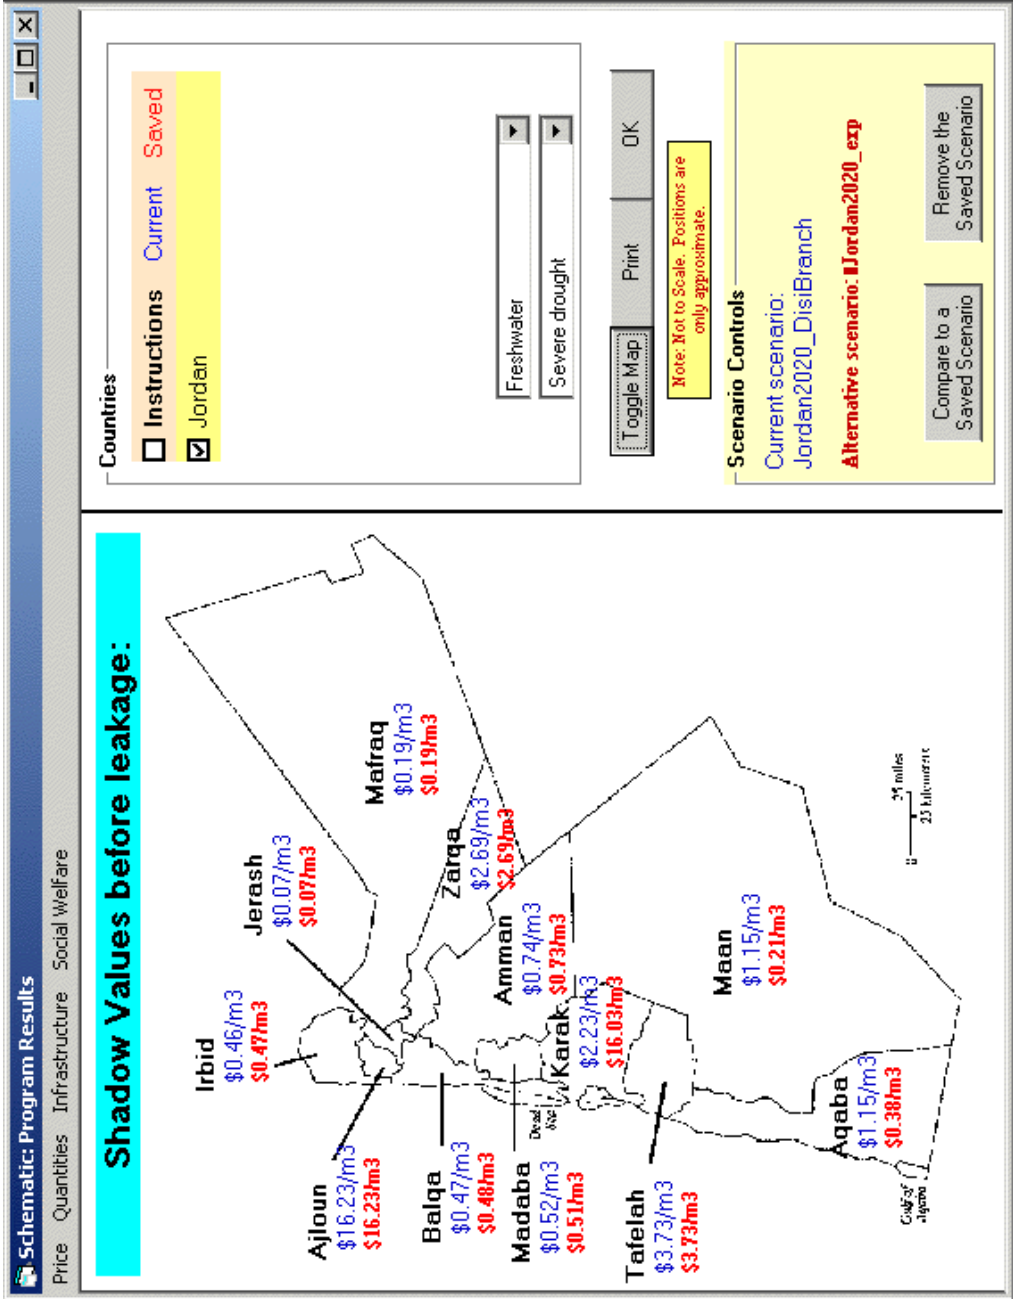 Schematic: Program Results
Price Quantities Infrastructure Social Welfare
Shadow Values before leakage:
Irbid
$0.46/m3
$0.47/m3
Jerash
$0.07/m3
$0.07/m3
Mafraq
$0.19/m3
$0.19/m3
Ajloun
$16.23/m3
$16.23/m3
Zarqa
$2.69/m3
$2.69/m3
Balqa
$0.47/m3
$0.48/m3
Amman
$0.74/m3
$0.73/m3
Madaba
$0.52/m3
$0.51/m3
Dead
Sea
Karak
$2.23/m3
$16.03/m3
Tafelah
$3.73/m3
$3.73/m3
Maan
$1.15/m3
$0.21/m3
Aqaba
$1.15/m3
$0.38/m3
Gulf of
Aqaba
0 25 miles
25 kilometers
Countries
Instructions Current Saved
Jordan
Freshwater
Severe drought
Toggle Map Print OK
Note: Not to Scale. Positions are
only approximate.
Scenario Controls
Current scenario:
Jordan2020_DisiBranch
Alternative scenario: Jordan2020_exp
Compare to a
Saved Scenario
Remove the
Saved Scenario